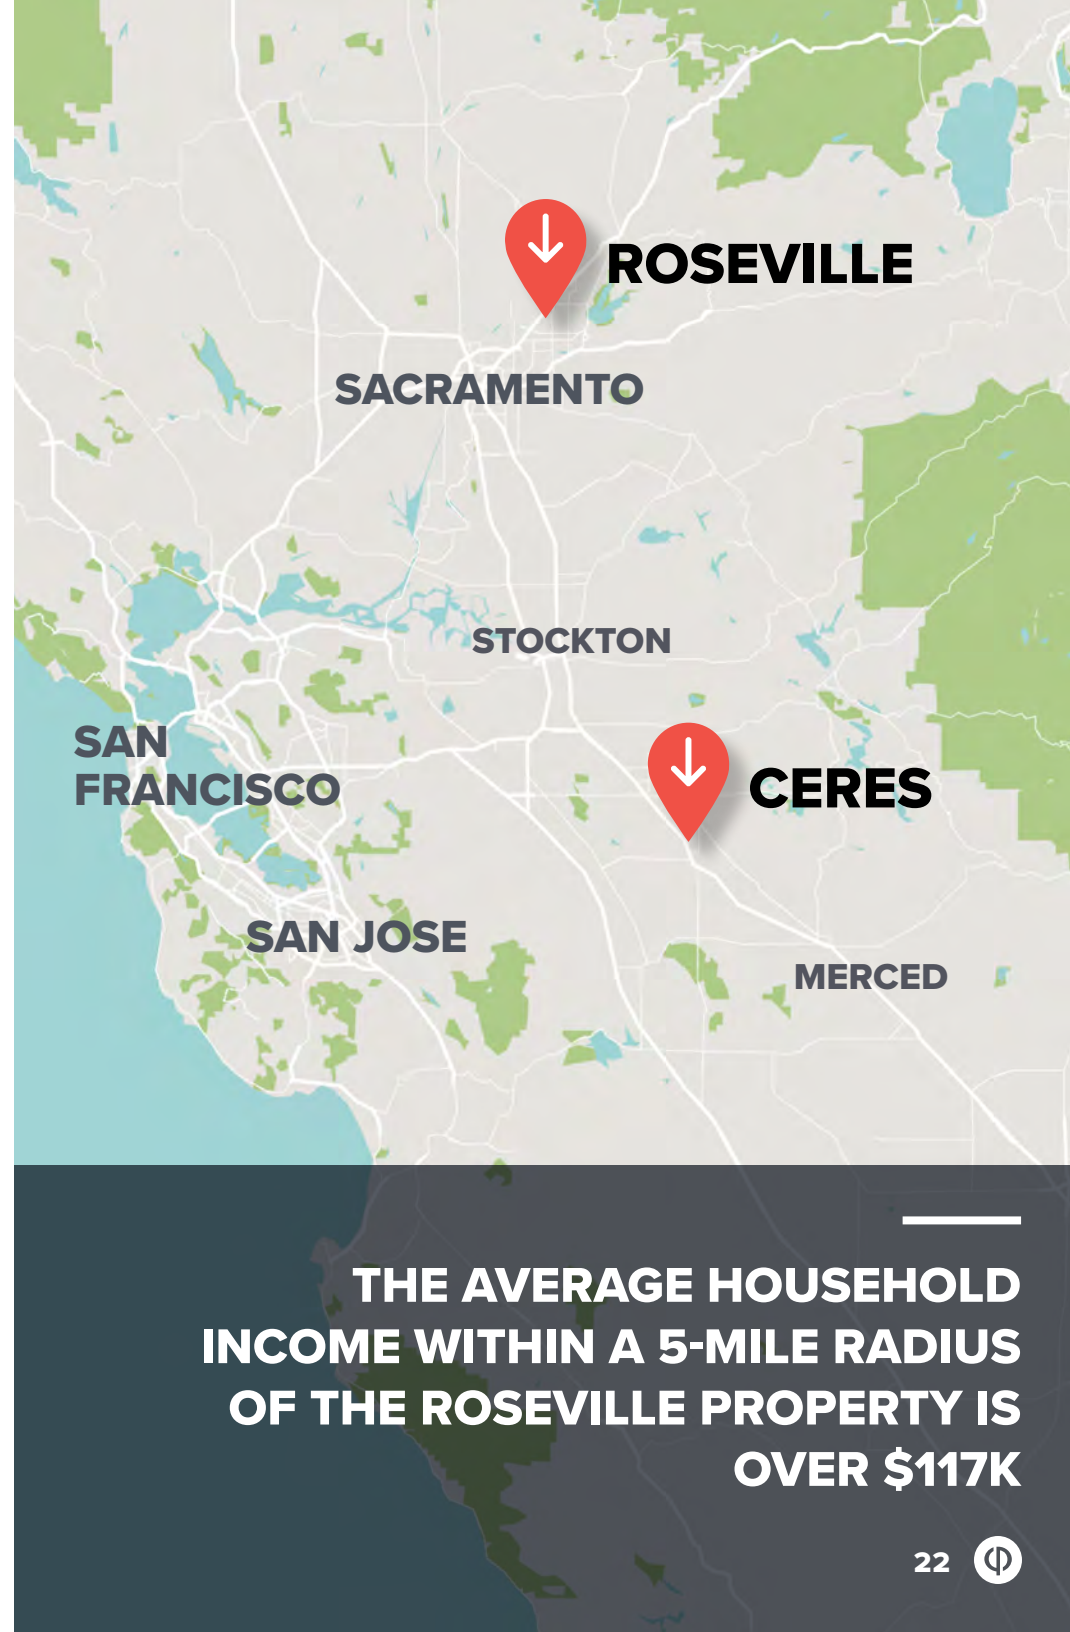 ROSEVILLE
SACRAMENTO
STOCKTON
SAN
FRANCISCO
CERES
SAN JOSE
MERCED
THE AVERAGE HOUSEHOLD
INCOME WITHIN A 5-MILE RADIUS
OF THE ROSEVILLE PROPERTY IS
OVER $117K
22